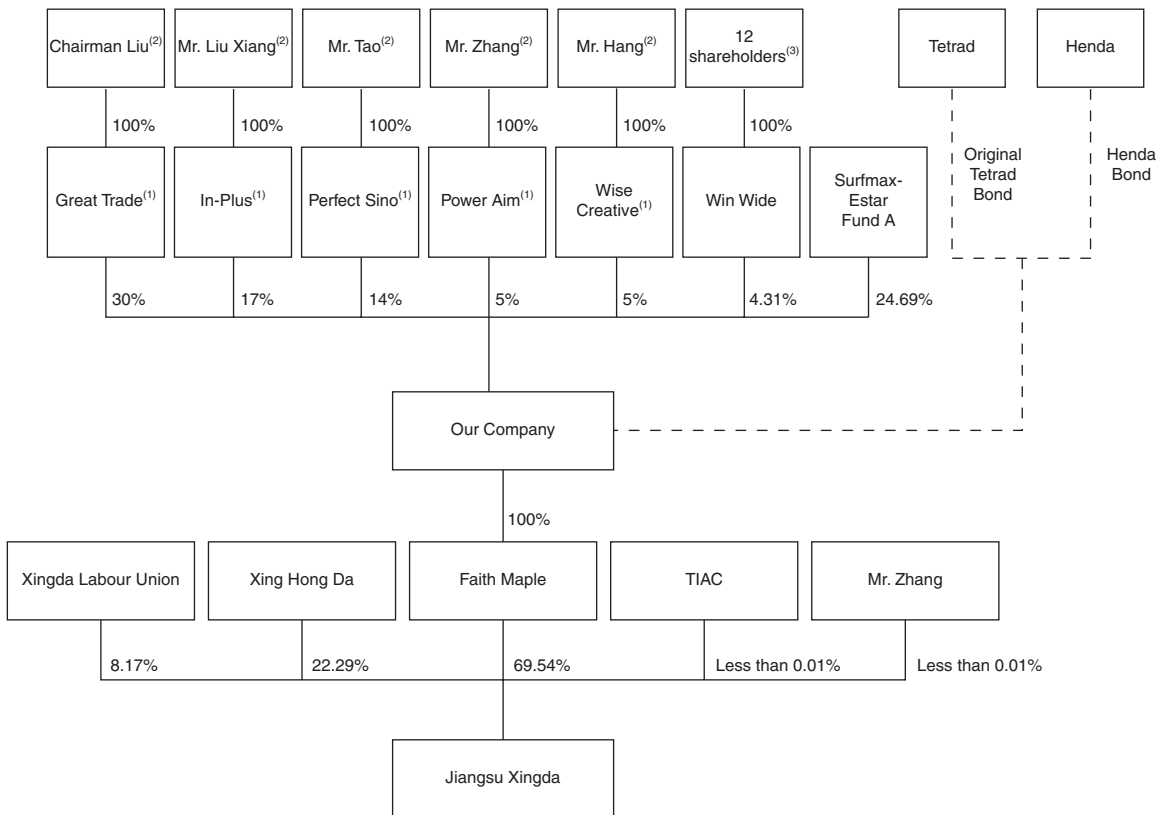 Chairman Liu(2)
Mr. Liu Xiang(2)
Mr. Tao(2)
Mr. Zhang(2)
Mr. Hang(2)
12
shareholders(3)
Tetrad
Henda
100%
100%
100%
100%
100%
100%
Great Trade(1)
In-Plus(1)
Perfect Sino(1)
Power Aim(1)
Wise
Creative(1)
Win Wide
Surfmax-
Estar
Fund A
Original
Tetrad
Bond
Henda
Bond
30%
17%
14%
5%
5%
4.31%
24.69%
Our Company
100%
Xingda Labour Union
Xing Hong Da
Faith Maple
TIAC
Mr. Zhang
8.17%
22.29%
69.54%
Less than 0.01%
Less than 0.01%
Jiangsu Xingda